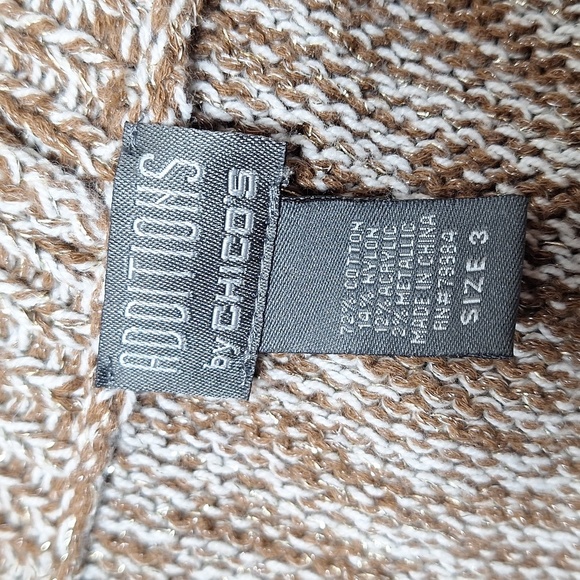 ADDITIONS
by CHICO'S
72% COTTON
14% NYLON
12% ACRYLIC
2% METALLIC
MADE IN CHINA
RN# 79984
SIZE 3